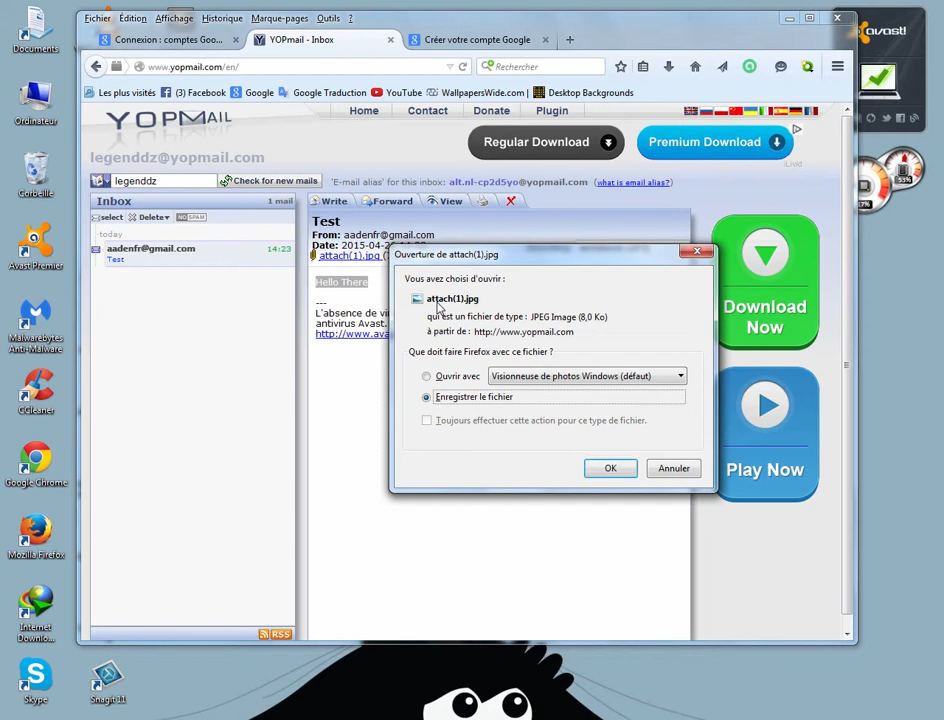 Fichier Édition Affichage Historique Marque-pages Outils ?
Connexion : comptes Goo... × YOPmail - Inbox × Créer votre compte Google × +
www.yopmail.com/en/ Rechercher
Les plus visités (3) Facebook Google Google Traduction YouTube WallpapersWide.com Desktop Backgrounds
YOPMAIL Home Contact Donate Plugin
Regular Download Premium Download
Livid
legenddz@yopmail.com
legenddz Check for new mails 'E-mail alias' for this inbox: alt.nl-cp2d5yo@yopmail.com (what is email alias?)
Inbox 1 mail
select Delete NO SPAM
today
aadenfr@gmail.com 14:23
Test
RSS
Write Forward View
Test
From: aadenfr@gmail.com
attach(1).jpg
Hello There
---
L'absence de
antivirus Avast.
Ouverture de attach(1).jpg
Vous avez choisi d'ouvrir :
attach(1).jpg
qui est un fichier de type : JPEG Image (8,0 Ko)
à partir de : http://www.yopmail.com
Que doit faire Firefox avec ce fichier ?
Ouvrir avec Visionneuse de photos Windows (défaut)
Enregistrer le fichier
Toujours effectuer cette action pour ce type de fichier.
OK Annuler
Download
Now
Play Now
avast!
93%
Documents
Ordinateur
Corbeille
Avast Premier
Malwarebytes
Anti-Malware
CCleaner
Google Chrome
Mozilla Firefox
Internet
Downlo...
Skype
Snagit 11